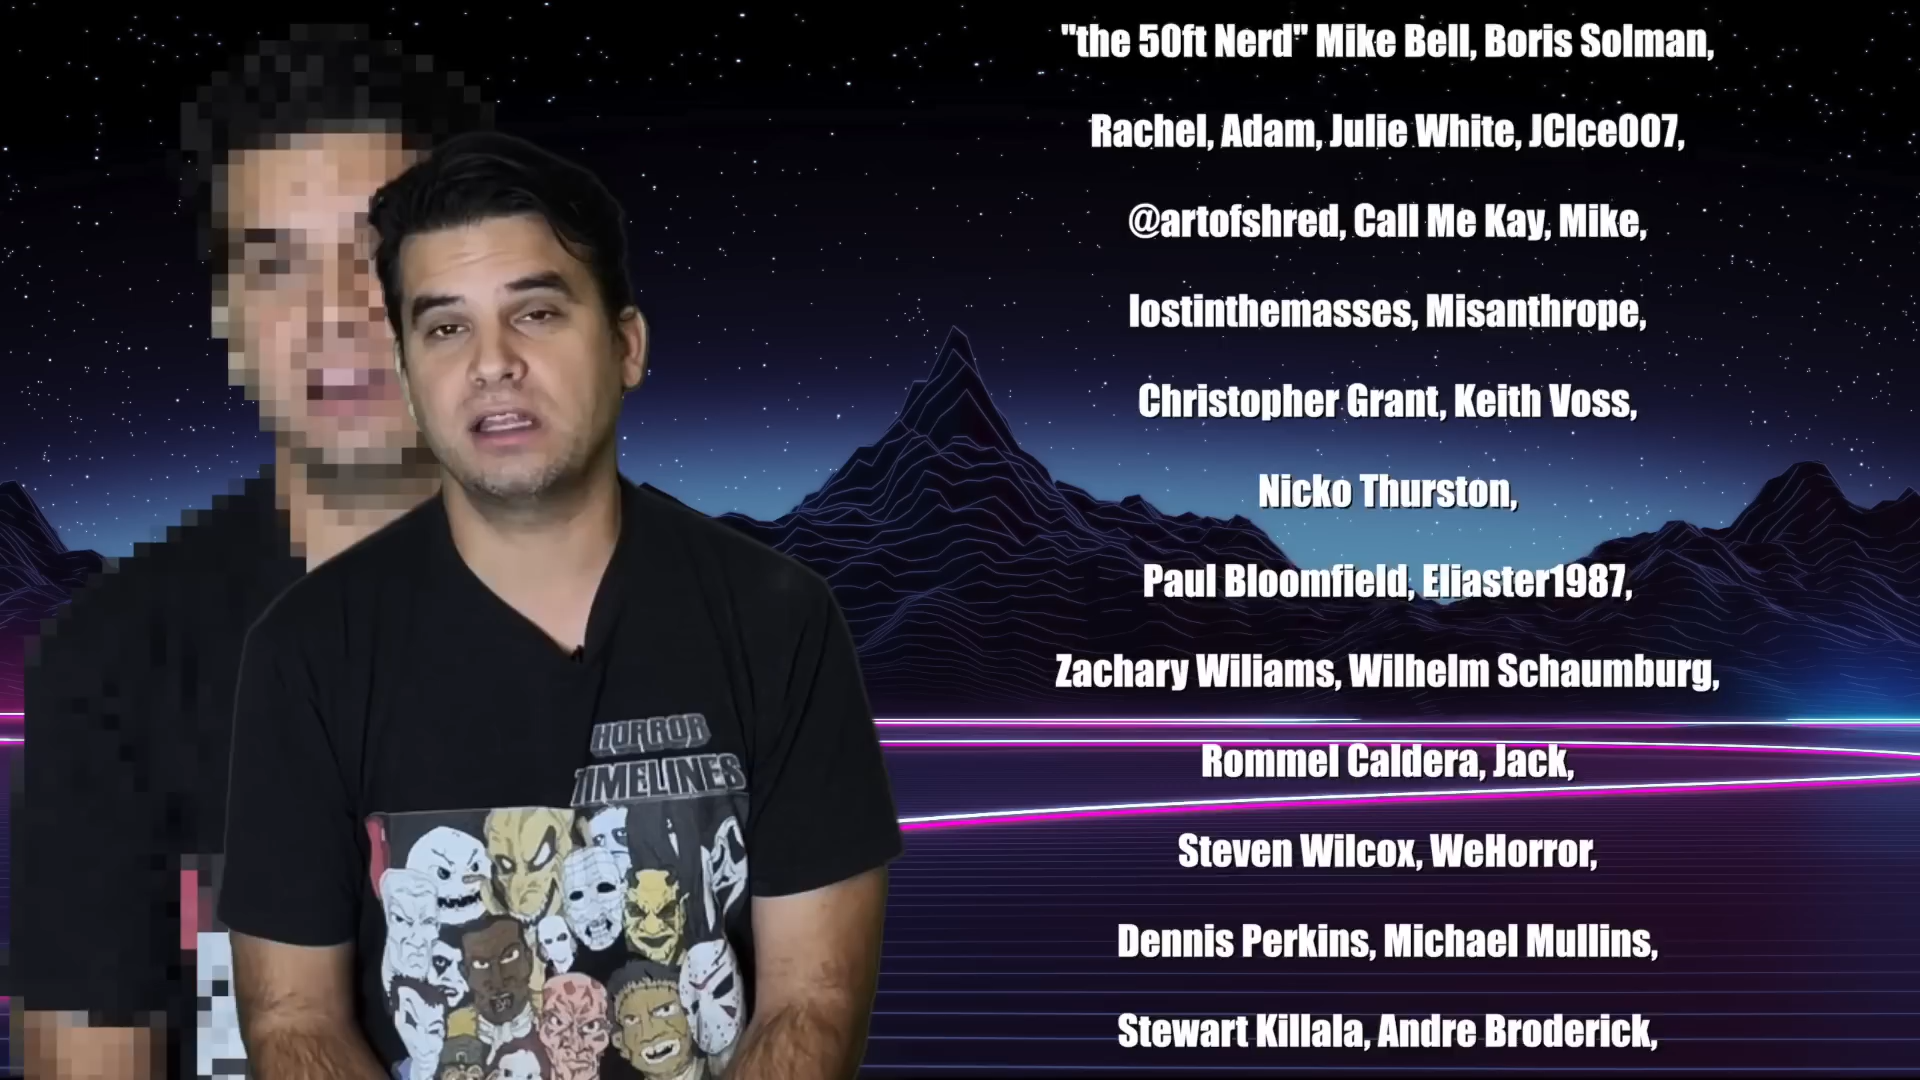 "the 50ft Nerd" Mike Bell, Boris Solman,
Rachel, Adam, Julie White, JCIce007,
@artofshred, Call Me Kay, Mike,
lostinthemasses, Misanthrope,
Christopher Grant, Keith Voss,
Nicko Thurston,
Paul Bloomfield, Eliaster1987,
Zachary Wiliams, Wilhelm Schaumburg,
Rommel Caldera, Jack,
Steven Wilcox, WeHorror,
Dennis Perkins, Michael Mullins,
Stewart Killala, Andre Broderick,
HORROR
TIMELINES